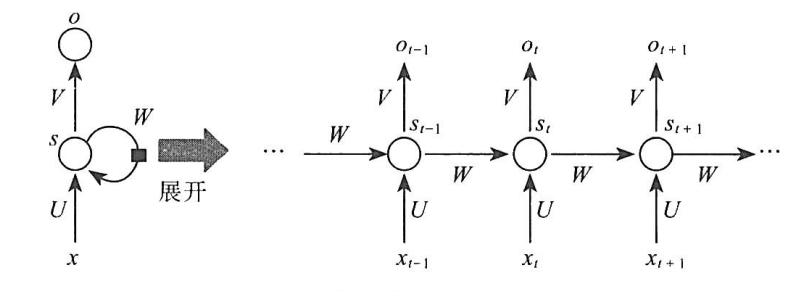 o
o_{t-1} o_t o_{t+1}
V V V V
s W W s_{t-1} s_t s_{t+1}
... ...
W W W
展开
U U U U
x x_{t-1} x_t x_{t+1}